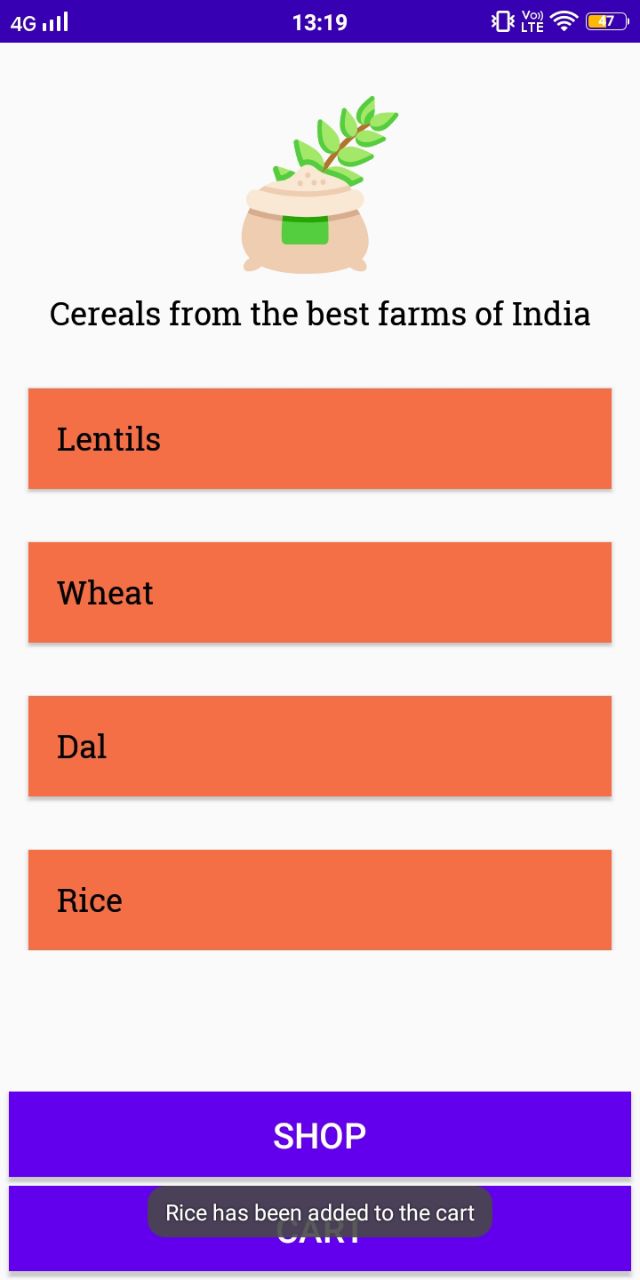 4G 13:19 Vo)) LTE 47
Cereals from the best farms of India
Lentils
Wheat
Dal
Rice
SHOP
Rice has been added to the cart
CART